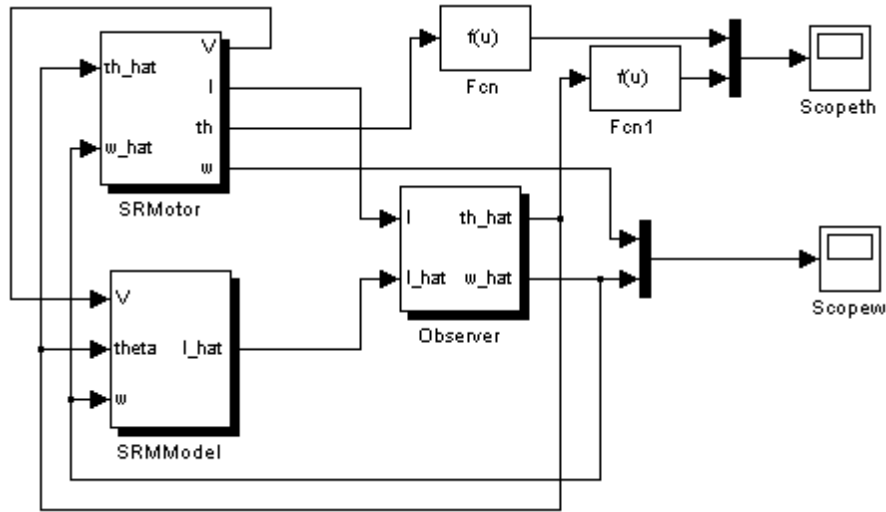 V
th_hat
I
th
w_hat
w
SRMotor
f(u)
Fcn
f(u)
Fcn1
Scopeth
I
th_hat
I_hat
w_hat
Observer
Scopew
V
theta
I_hat
w
SRMModel